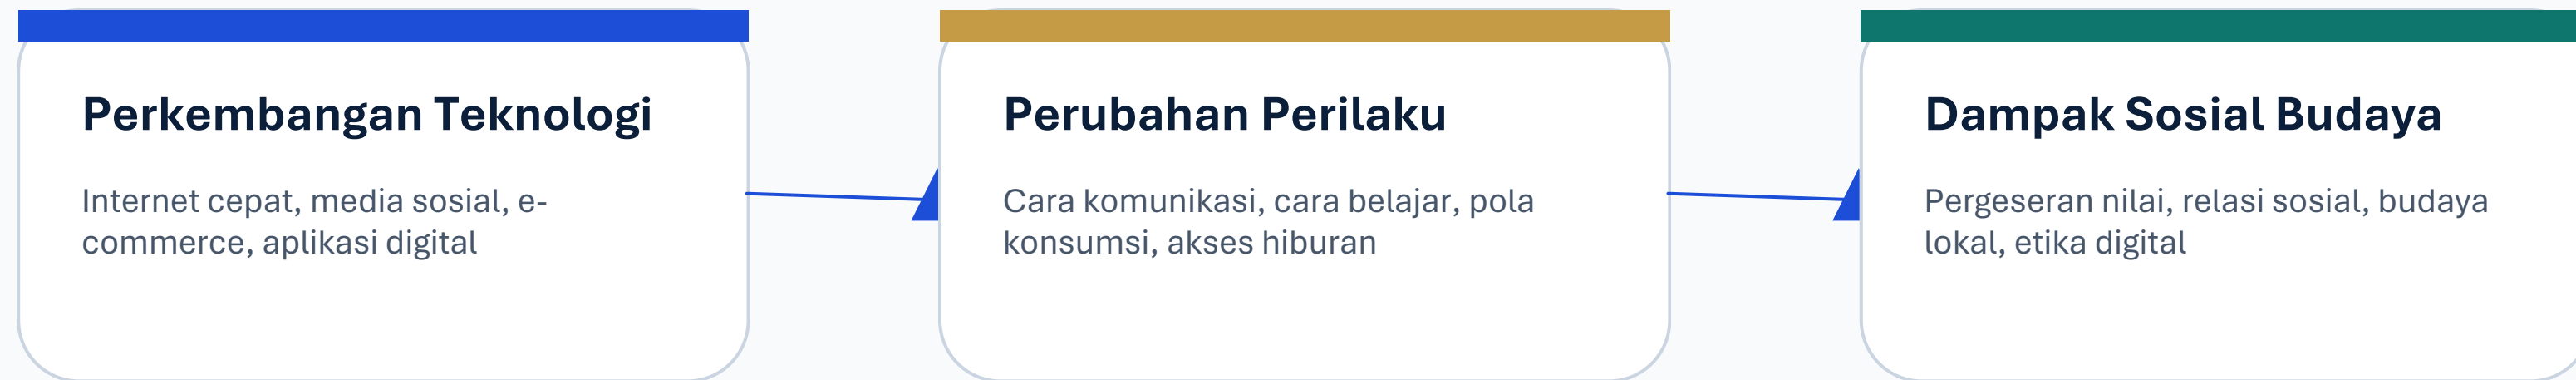 Perkembangan Teknologi
Internet cepat, media sosial, e-
commerce, aplikasi digital
Perubahan Perilaku
Cara komunikasi, cara belajar, pola
konsumsi, akses hiburan
Dampak Sosial Budaya
Pergeseran nilai, relasi sosial, budaya
lokal, etika digital